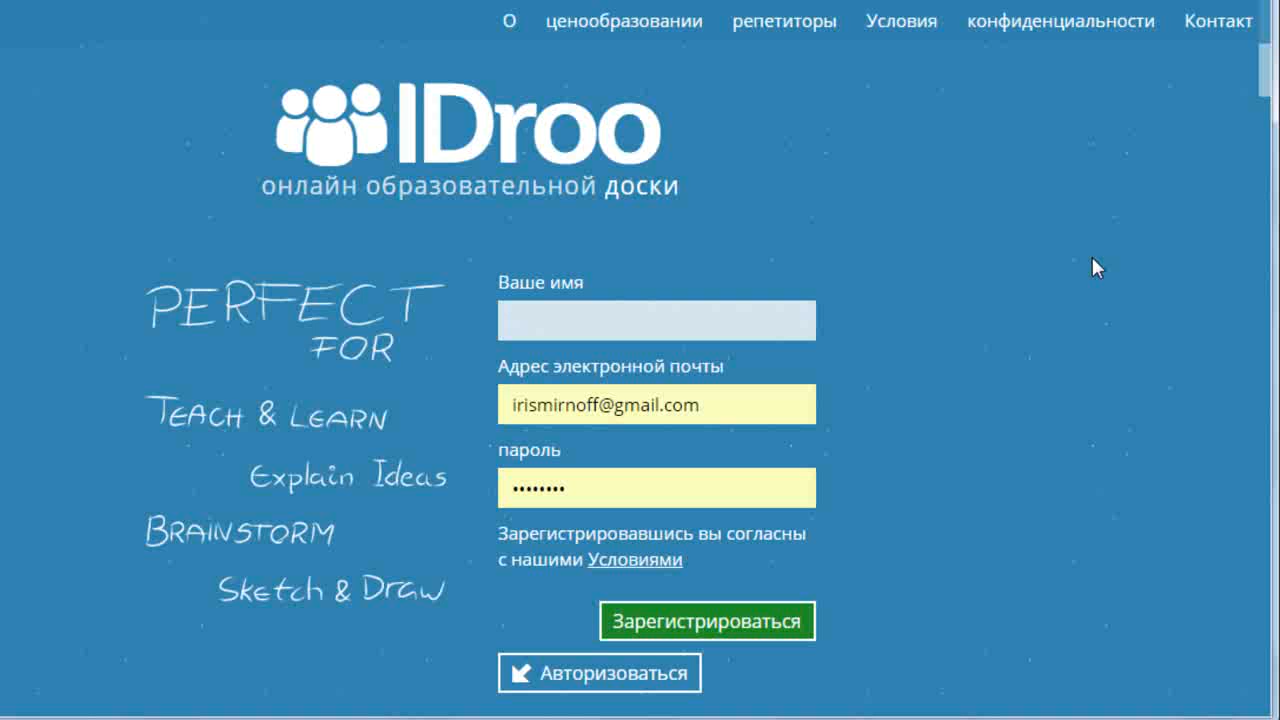 О ценообразовании репетиторы Условия конфиденциальности Контакт
IDroo
онлайн образовательной доски
PERFECT
FOR
TEACH & LEARN
Explain Ideas
BRAINSTORM
Sketch & Draw
Ваше имя
Адрес электронной почты
irismirnoff@gmail.com
пароль
••••••••
Зарегистрировавшись вы согласны
с нашими Условиями
Зарегистрироваться
Авторизоваться